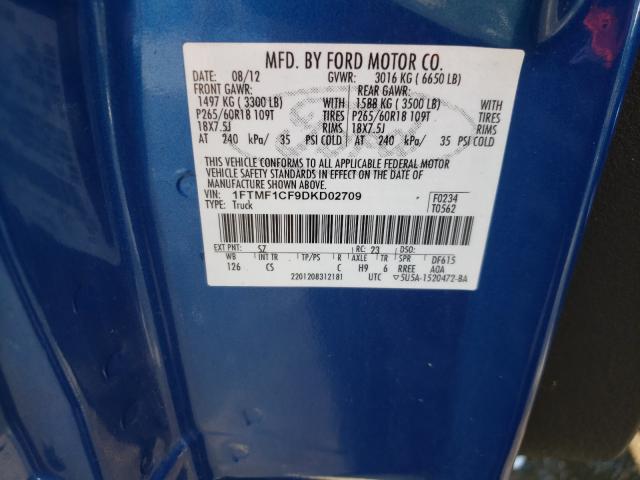 MFD. BY FORD MOTOR CO.
DATE: 08/12 GVWR: 3016 KG ( 6650 LB)
FRONT GAWR: REAR GAWR:
1497 KG ( 3300 LB) WITH 1588 KG ( 3500 LB) WITH
P265/60R18 109T TIRES P265/60R18 109T TIRES
18X7.5J RIMS 18X7.5J RIMS
AT 240 kPa/ 35 PSI COLD AT 240 kPa/ 35 PSI COLD
THIS VEHICLE CONFORMS TO ALL APPLICABLE FEDERAL MOTOR
VEHICLE SAFETY STANDARDS IN EFFECT ON THE DATE OF
MANUFACTURE SHOWN ABOVE.
VIN: 1FTMF1CF9DKD02709 F0234
TYPE: Truck T0562
EXT PNT: SZ RC: 23 DSO:
WB INT TR TP/PS R AXLE TR SPR DF615
126 CS C H9 6 RREE AOA
2201208312181 UTC ▽5U5A-1520472-BA